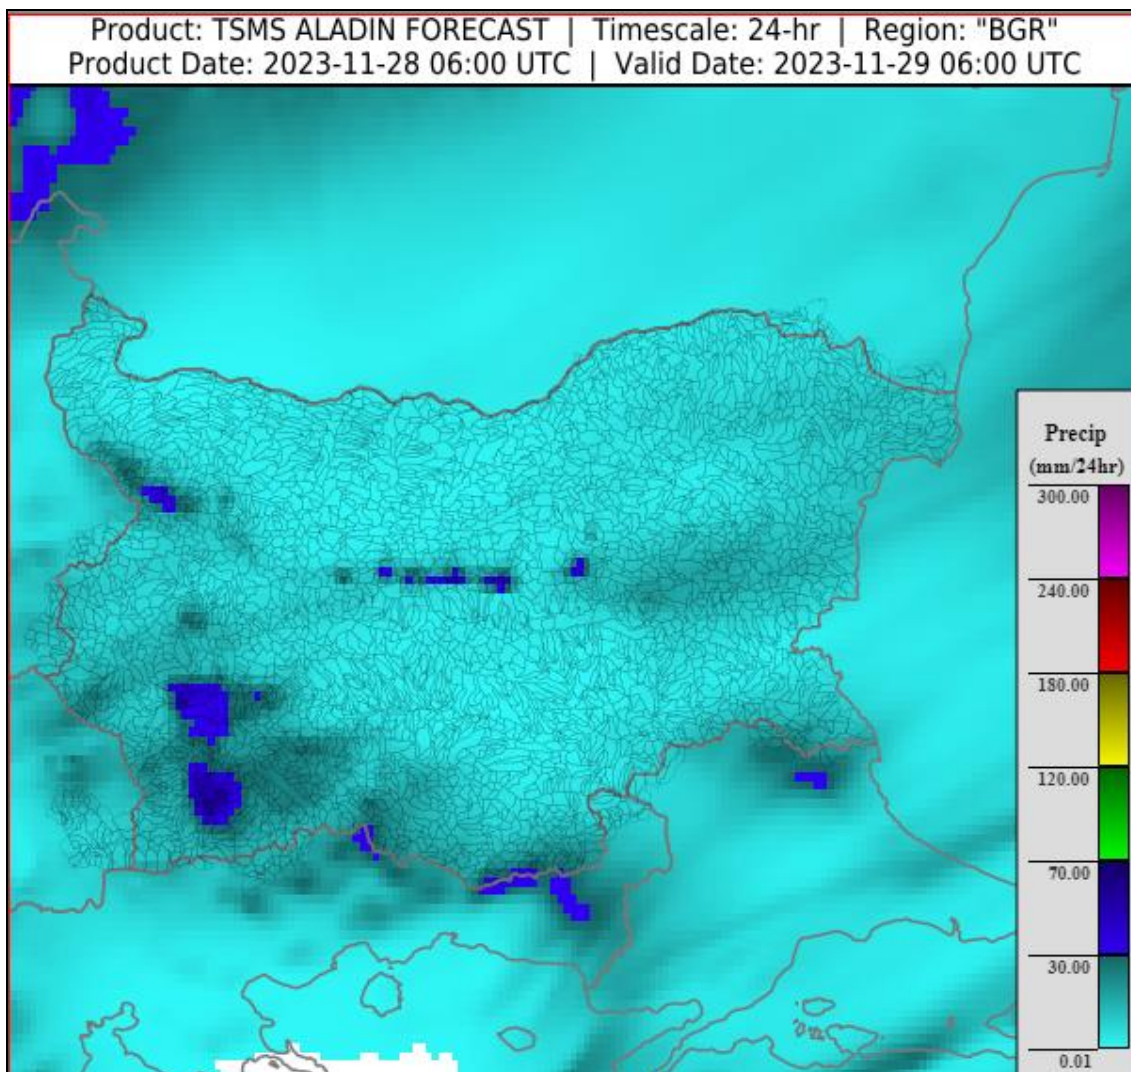 Product: TSMS ALADIN FORECAST | Timescale: 24-hr | Region: "BGR"
Product Date: 2023-11-28 06:00 UTC | Valid Date: 2023-11-29 06:00 UTC
Precip
(mm/24hr)
300.00
240.00
180.00
120.00
70.00
30.00
0.01